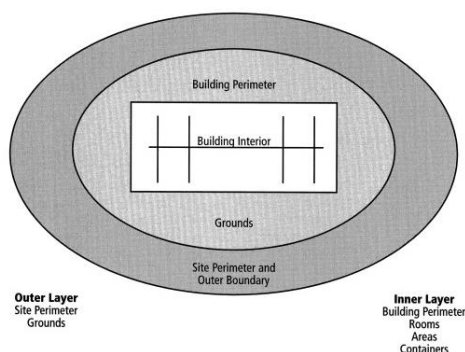 Building Perimeter
Building Interior
Grounds
Site Perimeter and
Outer Boundary
Outer Layer
Site Perimeter
Grounds
Inner Layer
Building Perimeter
Rooms
Areas
Containers